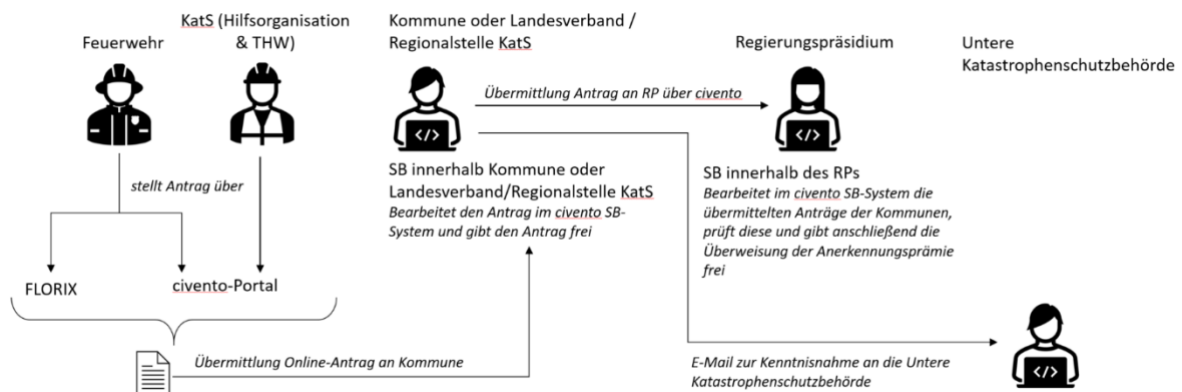 Feuerwehr
KatS (Hilfsorganisation
& THW)
Kommune oder Landesverband /
Regionalstelle KatS
Regierungspräsidium
Untere
Katastrophenschutzbehörde
</>
</>
Übermittlung Antrag an RP über civento
stellt Antrag über
SB innerhalb Kommune oder
Landesverband/Regionalstelle KatS
Bearbeitet den Antrag im civento SB-
System und gibt den Antrag frei
SB innerhalb des RPs
Bearbeitet im civento SB-System die
übermittelten Anträge der Kommunen,
prüft diese und gibt anschließend die
Überweisung der Anerkennungsprämie
frei
FLORIX
civento-Portal
Übermittlung Online-Antrag an Kommune
E-Mail zur Kenntnisnahme an die Untere
Katastrophenschutzbehörde
</>